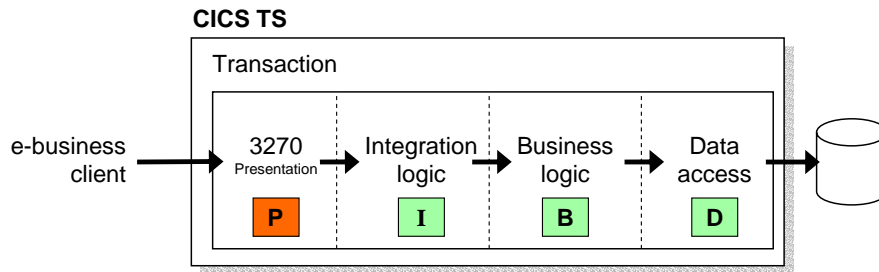 CICS TS
Transaction
e-business
client
3270
Presentation
Integration
logic
Business
logic
Data
access
P
I
B
D